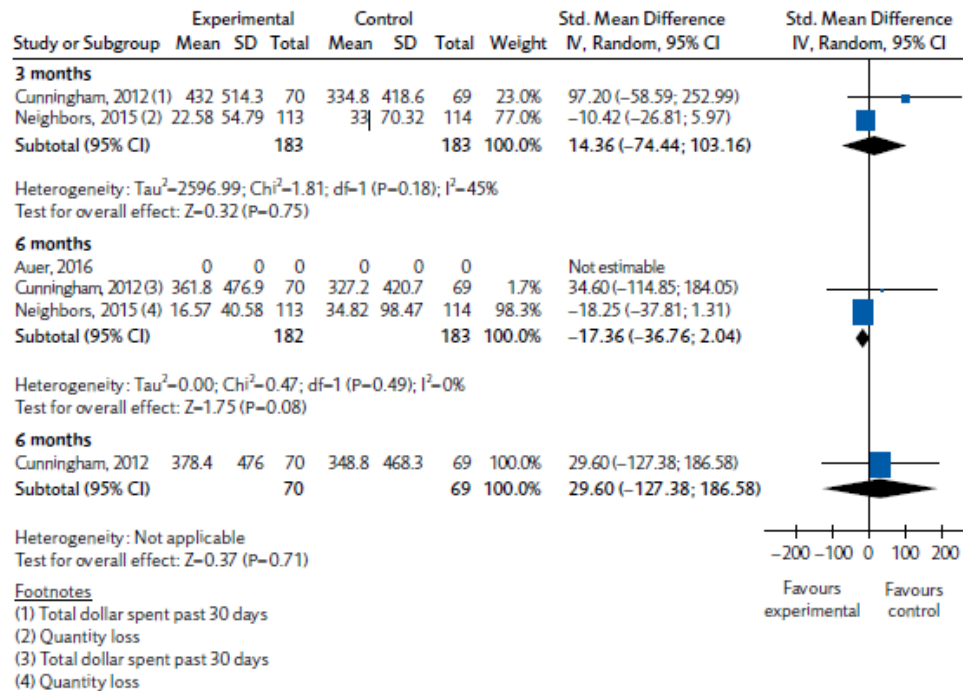 Experimental Control Std. Mean Difference Std. Mean Difference
Study or Subgroup Mean SD Total Mean SD Total Weight IV, Random, 95% CI IV, Random, 95% CI
3 months
Cunningham, 2012 (1) 432 514.3 70 334.8 418.6 69 23.0% 97.20 (−58.59; 252.99)
Neighbors, 2015 (2) 22.58 54.79 113 33 70.32 114 77.0% −10.42 (−26.81; 5.97)
Subtotal (95% CI) 183 183 100.0% 14.36 (−74.44; 103.16)
Heterogeneity: Tau²=2596.99; Chi²=1.81; df=1 (P=0.18); I²=45%
Test for overall effect: Z=0.32 (P=0.75)
6 months
Auer, 2016 0 0 0 0 0 0 Not estimable
Cunningham, 2012 (3) 361.8 476.9 70 327.2 420.7 69 1.7% 34.60 (−114.85; 184.05)
Neighbors, 2015 (4) 16.57 40.58 113 34.82 98.47 114 98.3% −18.25 (−37.81; 1.31)
Subtotal (95% CI) 182 183 100.0% −17.36 (−36.76; 2.04)
Heterogeneity: Tau²=0.00; Chi²=0.47; df=1 (P=0.49); I²=0%
Test for overall effect: Z=1.75 (P=0.08)
6 months
Cunningham, 2012 378.4 476 70 348.8 468.3 69 100.0% 29.60 (−127.38; 186.58)
Subtotal (95% CI) 70 69 100.0% 29.60 (−127.38; 186.58)
Heterogeneity: Not applicable
Test for overall effect: Z=0.37 (P=0.71)
−200 −100 0 100 200
Favours experimental Favours control
Footnotes
(1) Total dollar spent past 30 days
(2) Quantity loss
(3) Total dollar spent past 30 days
(4) Quantity loss